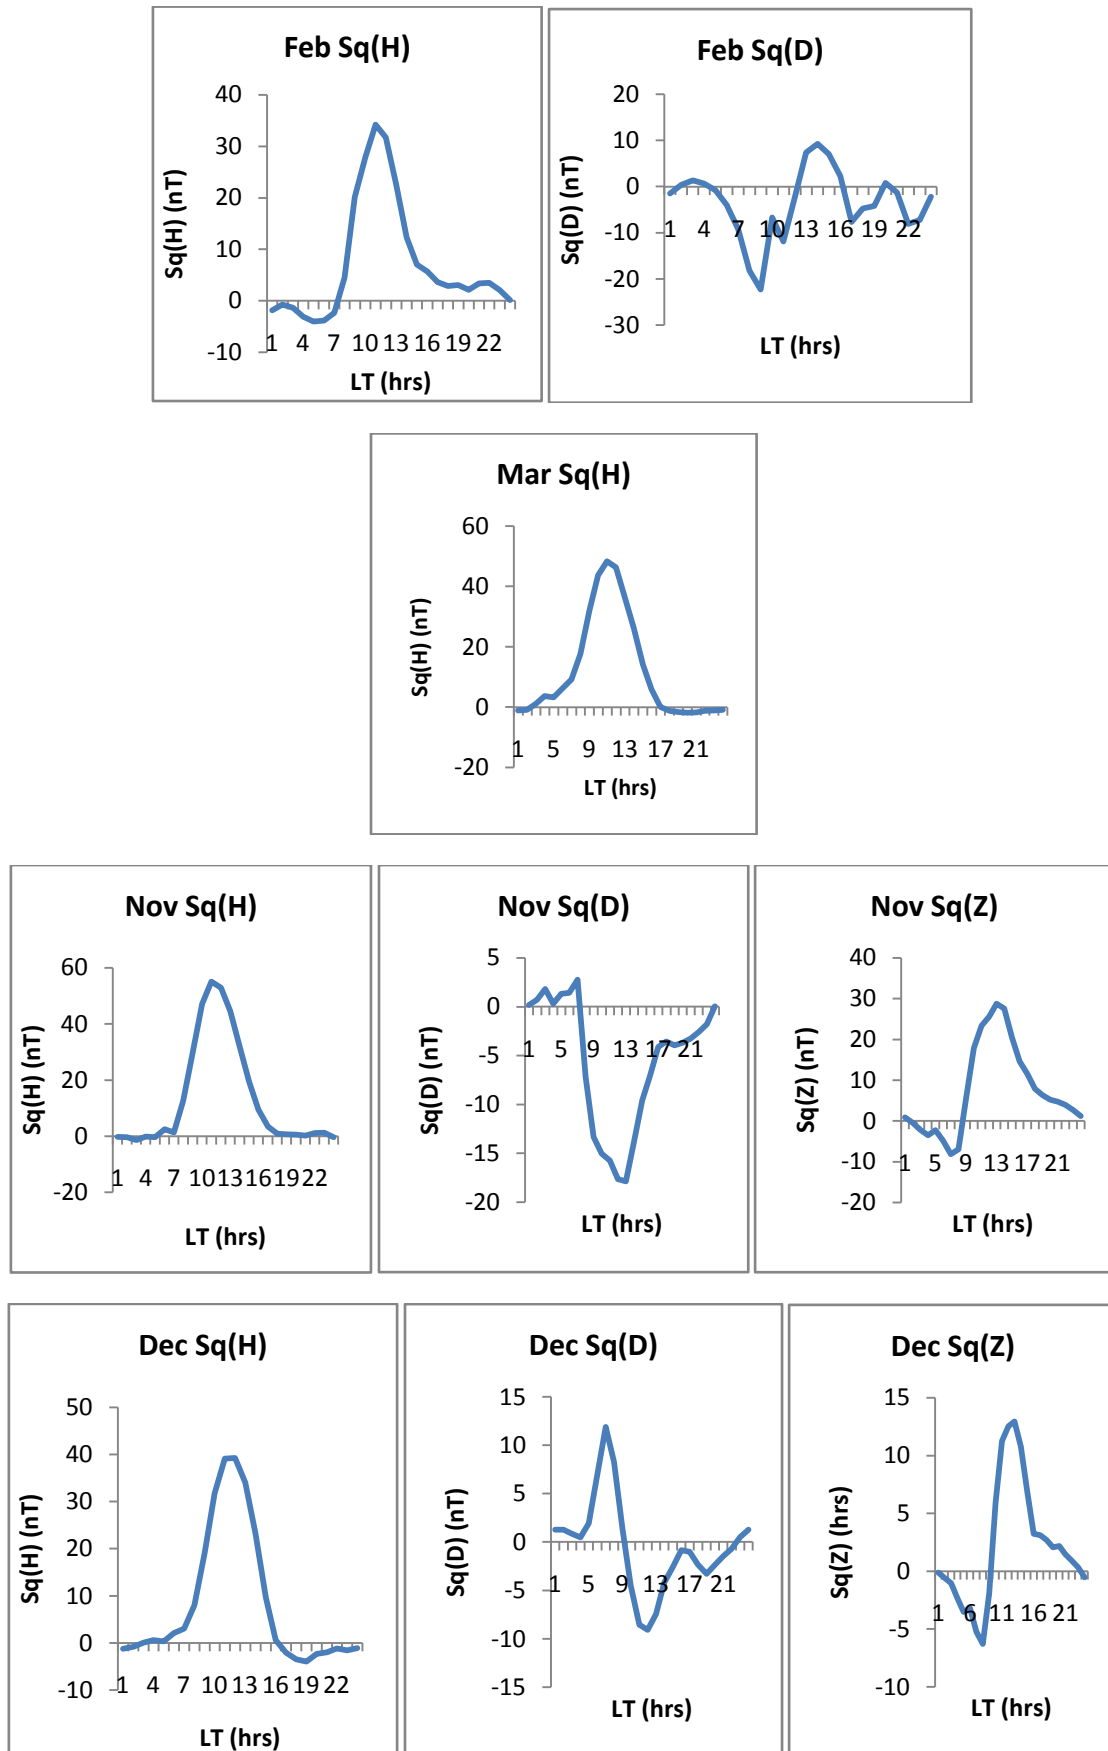 Feb Sq(H)
Sq(H) (nT)
40
30
20
10
0
-10
1 4 7 10 13 16 19 22
LT (hrs)
Feb Sq(D)
Sq(D) (nT)
20
10
0
-10
-20
-30
1 4 7 10 13 16 19 22
LT (hrs)
Mar Sq(H)
Sq(H) (nT)
60
40
20
0
-20
1 5 9 13 17 21
LT (hrs)
Nov Sq(H)
Sq(H) (nT)
60
40
20
0
-20
1 4 7 10 13 16 19 22
LT (hrs)
Nov Sq(D)
Sq(D) (nT)
5
0
-5
-10
-15
-20
1 5 9 13 17 21
LT (hrs)
Nov Sq(Z)
Sq(Z) (nT)
40
30
20
10
0
-10
-20
1 5 9 13 17 21
LT (hrs)
Dec Sq(H)
Sq(H) (nT)
50
40
30
20
10
0
-10
1 4 7 10 13 16 19 22
LT (hrs)
Dec Sq(D)
Sq(D) (nT)
15
10
5
0
-5
-10
-15
1 5 9 13 17 21
LT (hrs)
Dec Sq(Z)
Sq(Z) (hrs)
15
10
5
0
-5
-10
1 6 11 16 21
LT (hrs)